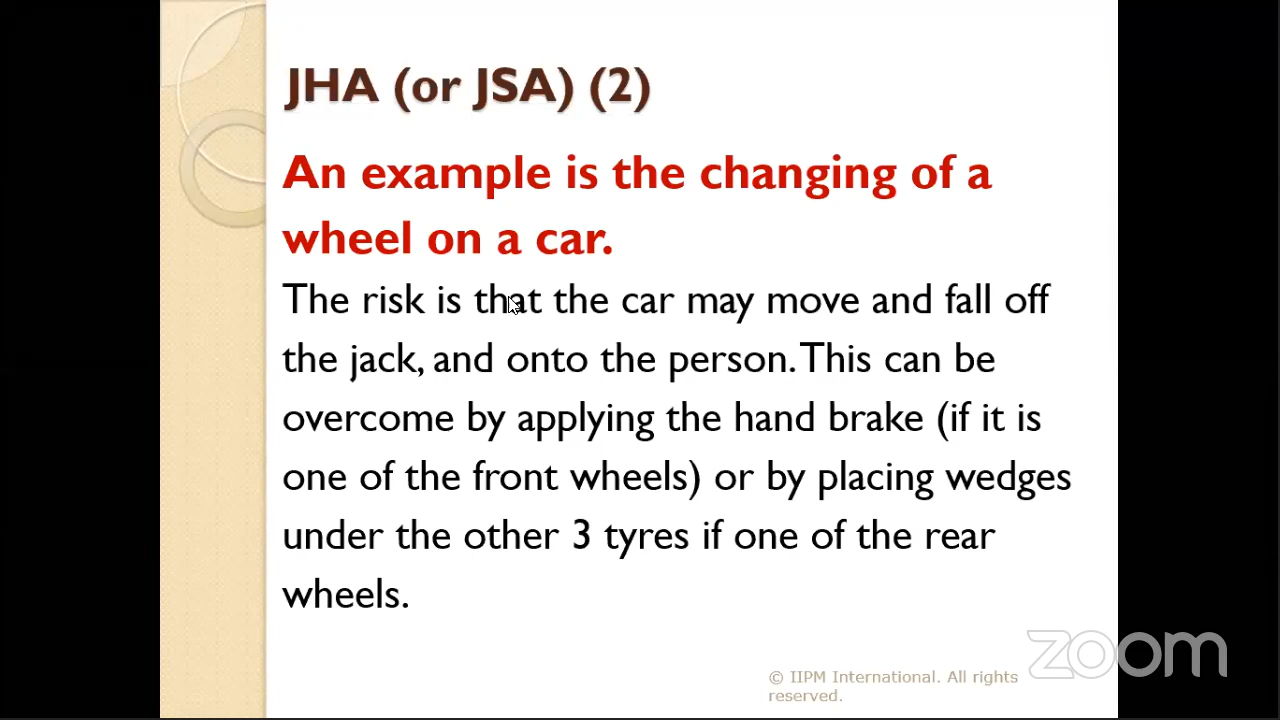 JHA (or JSA) (2)
An example is the changing of a
wheel on a car.
The risk is that the car may move and fall off
the jack, and onto the person. This can be
overcome by applying the hand brake (if it is
one of the front wheels) or by placing wedges
under the other 3 tyres if one of the rear
wheels.
zoom
© IIPM International. All rights
reserved.